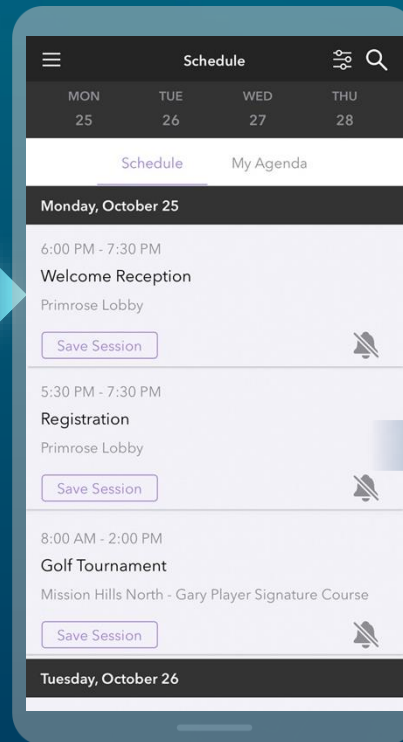 Schedule
MON TUE WED THU
25 26 27 28
Schedule My Agenda
Monday, October 25
6:00 PM - 7:30 PM
Welcome Reception
Primrose Lobby
Save Session
5:30 PM - 7:30 PM
Registration
Primrose Lobby
Save Session
8:00 AM - 2:00 PM
Golf Tournament
Mission Hills North - Gary Player Signature Course
Save Session
Tuesday, October 26